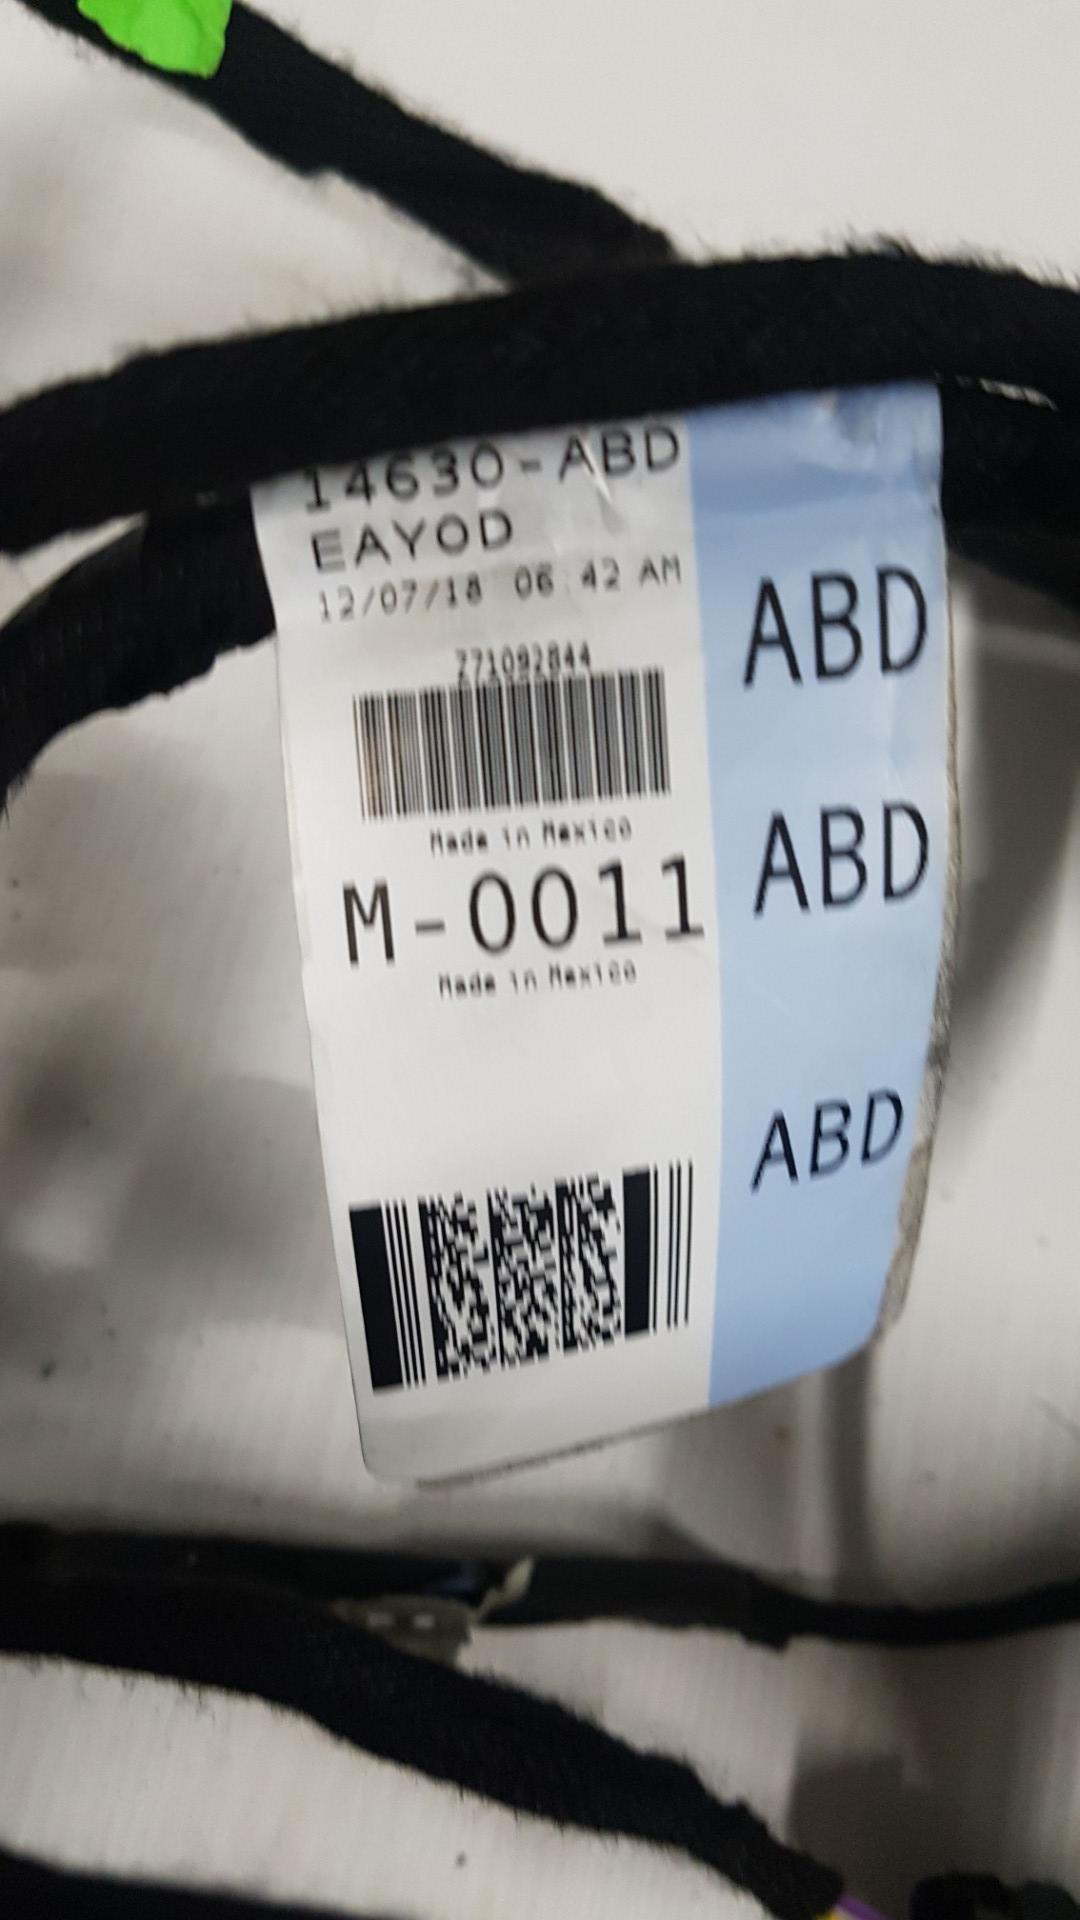 14630-ABD
EAYOD
12/07/18 06:42 AM
271092844
Made in Mexico
M-0011
Made in Mexico
ABD
ABD
ABD